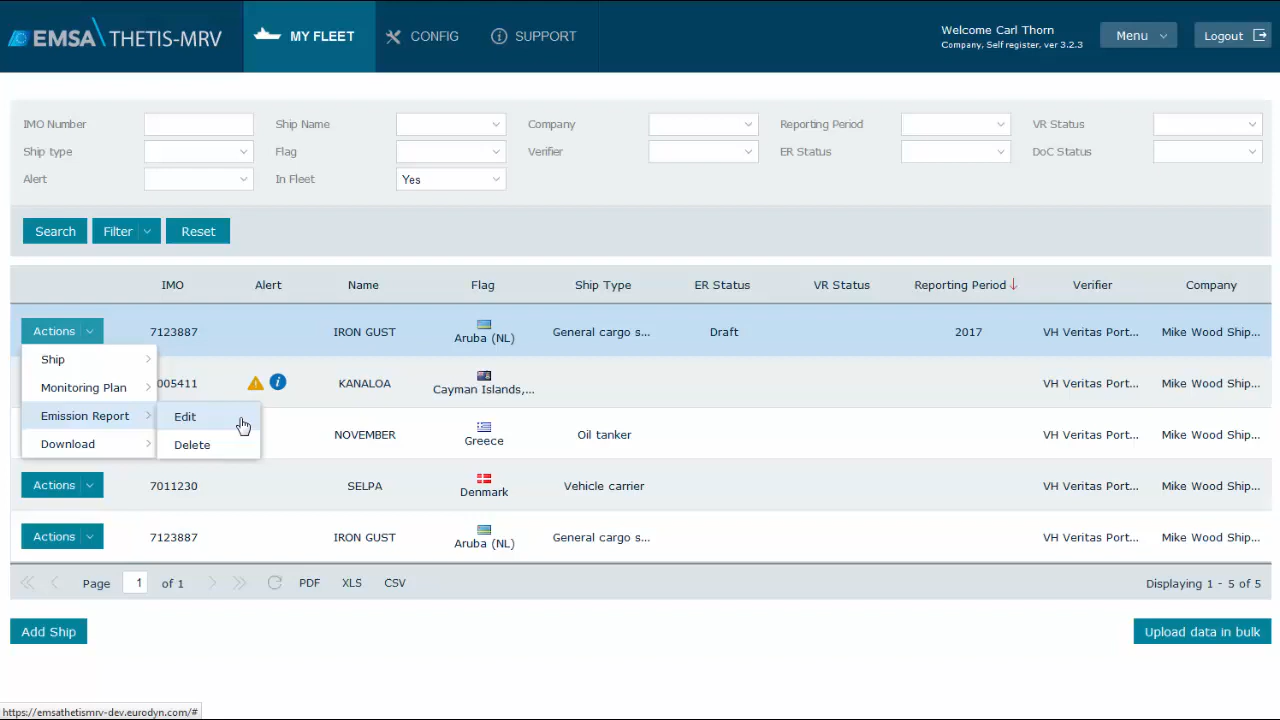 EMSA THETIS-MRV
MY FLEET
CONFIG
SUPPORT
Welcome Carl Thorn
Company, Self register, ver 3.2.3
Menu
Logout
IMO Number
Ship Name
Company
Reporting Period
VR Status
Ship type
Flag
Verifier
ER Status
DoC Status
Alert
In Fleet
Yes
Search
Filter
Reset
IMO Alert Name Flag Ship Type ER Status VR Status Reporting Period Verifier Company
Actions 7123887 IRON GUST Aruba (NL) General cargo s... Draft 2017 VH Veritas Port... Mike Wood Ship...
Ship
Monitoring Plan
Emission Report
Download
Edit
Delete
005411 KANALOA Cayman Islands,... VH Veritas Port... Mike Wood Ship...
NOVEMBER Greece Oil tanker VH Veritas Port... Mike Wood Ship...
Actions 7011230 SELPA Denmark Vehicle carrier VH Veritas Port... Mike Wood Ship...
Actions 7123887 IRON GUST Aruba (NL) General cargo s... VH Veritas Port... Mike Wood Ship...
Page 1 of 1 PDF XLS CSV Displaying 1 - 5 of 5
Add Ship
Upload data in bulk
https://emsathetismrv-dev.eurodyn.com/#